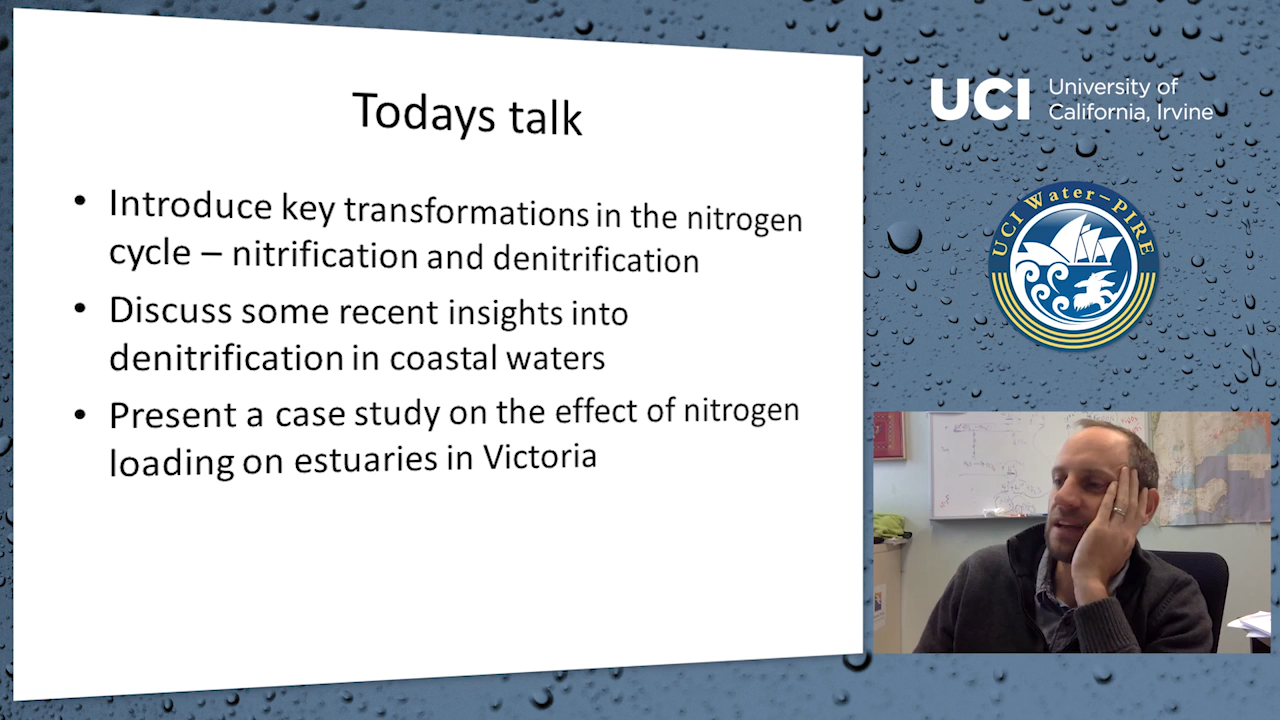 Todays talk
• Introduce key transformations in the nitrogen
cycle – nitrification and denitrification
• Discuss some recent insights into
denitrification in coastal waters
• Present a case study on the effect of nitrogen
loading on estuaries in Victoria
UCI University of
California, Irvine
UCI Water-PIRE